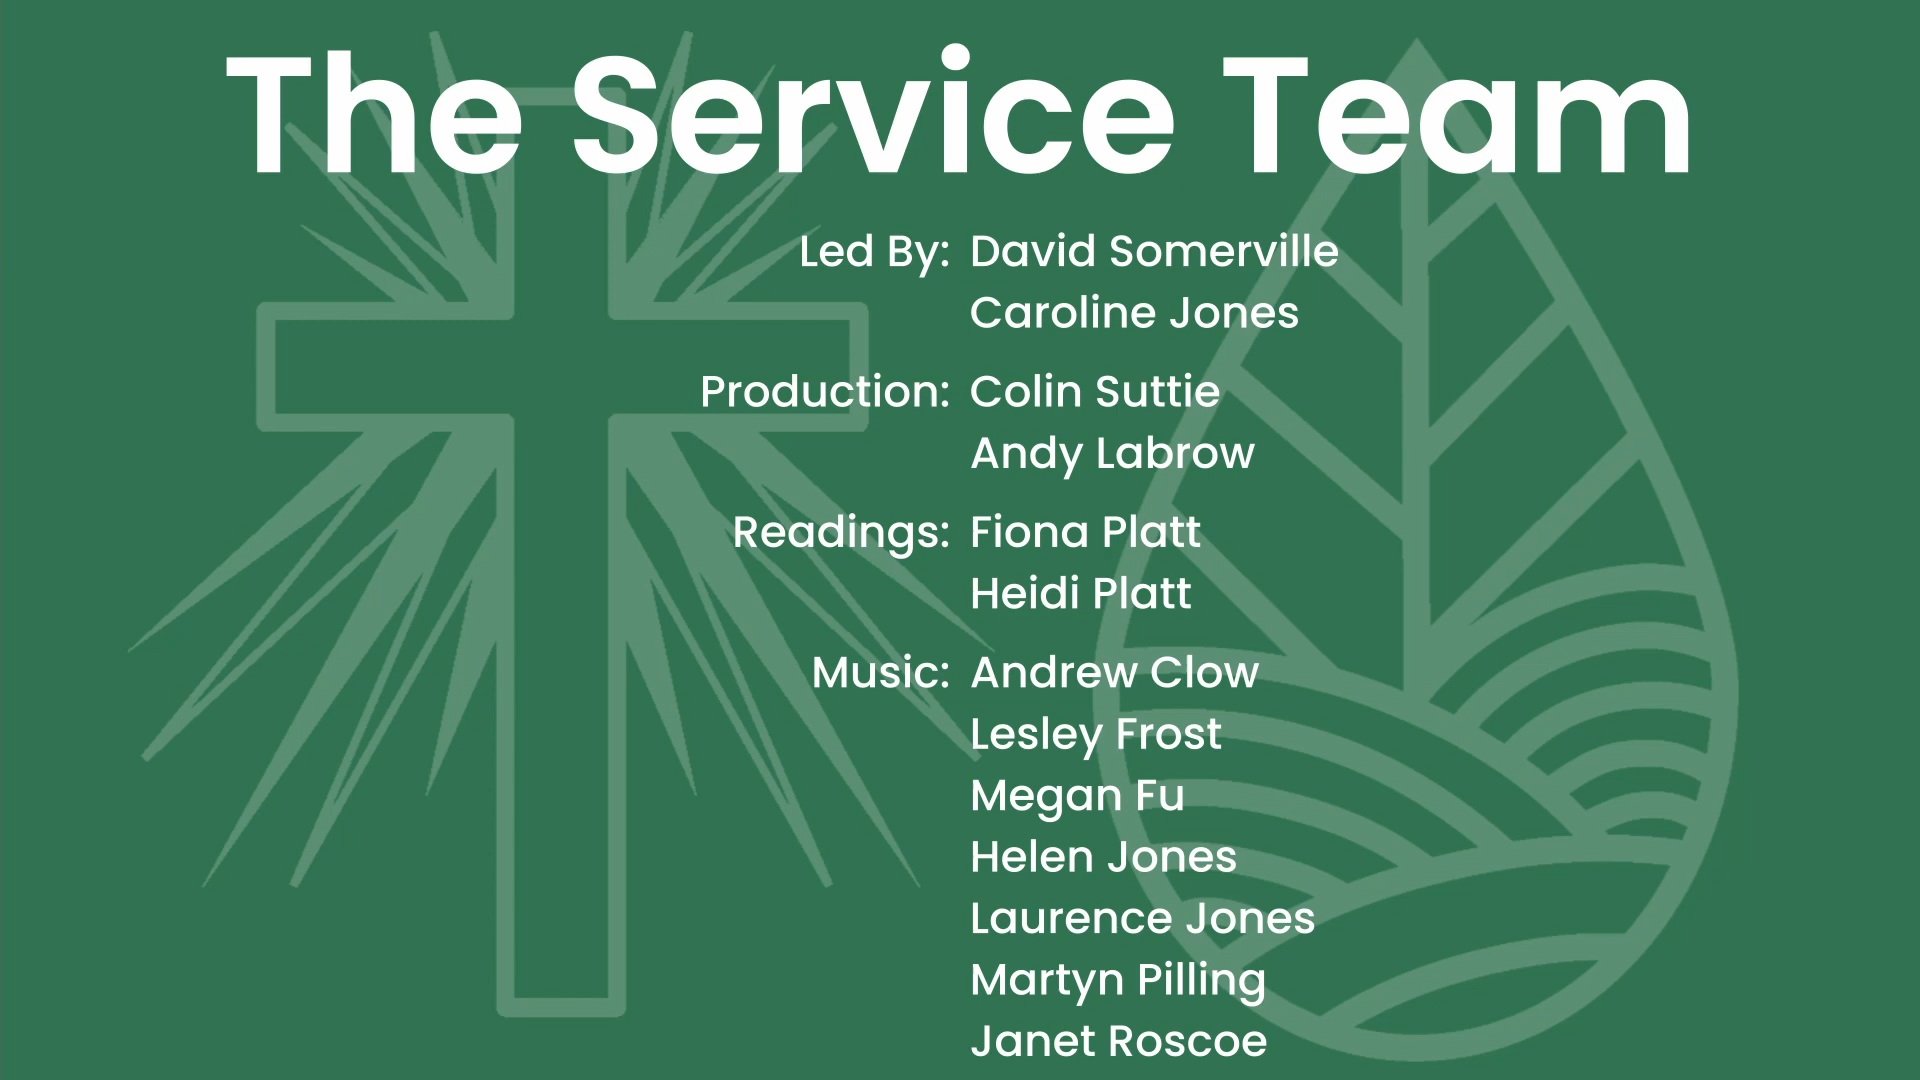 The Service Team
Led By: David Somerville
Caroline Jones
Production: Colin Suttie
Andy Labrow
Readings: Fiona Platt
Heidi Platt
Music: Andrew Clow
Lesley Frost
Megan Fu
Helen Jones
Laurence Jones
Martyn Pilling
Janet Roscoe